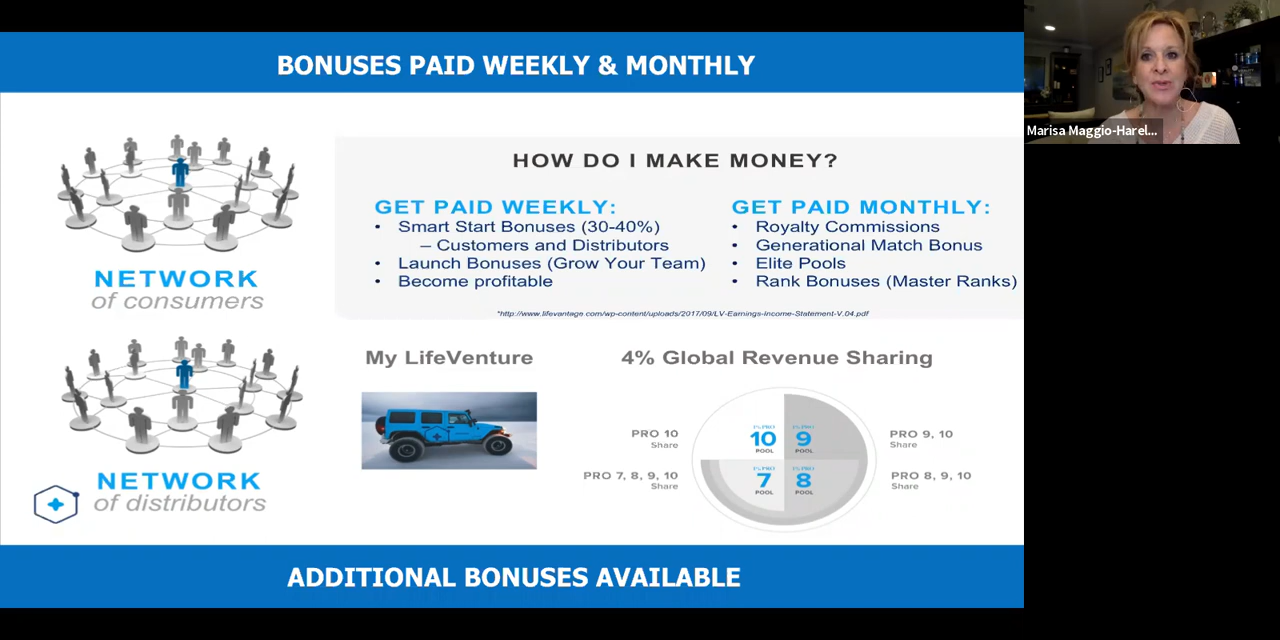 BONUSES PAID WEEKLY & MONTHLY
Marisa Maggio-Harel...
HOW DO I MAKE MONEY?
GET PAID WEEKLY:
• Smart Start Bonuses (30-40%)
– Customers and Distributors
• Launch Bonuses (Grow Your Team)
• Become profitable
GET PAID MONTHLY:
• Royalty Commissions
• Generational Match Bonus
• Elite Pools
• Rank Bonuses (Master Ranks)
*http://www.lifevantage.com/wp-content/uploads/2017/09/LV-Earnings-Income-Statement-V.04.pdf
NETWORK
of consumers
NETWORK
of distributors
My LifeVenture
4% Global Revenue Sharing
PRO 10
Share
PRO 7, 8, 9, 10
Share
10
POOL
9
POOL
7
POOL
8
POOL
PRO 9, 10
Share
PRO 8, 9, 10
Share
ADDITIONAL BONUSES AVAILABLE